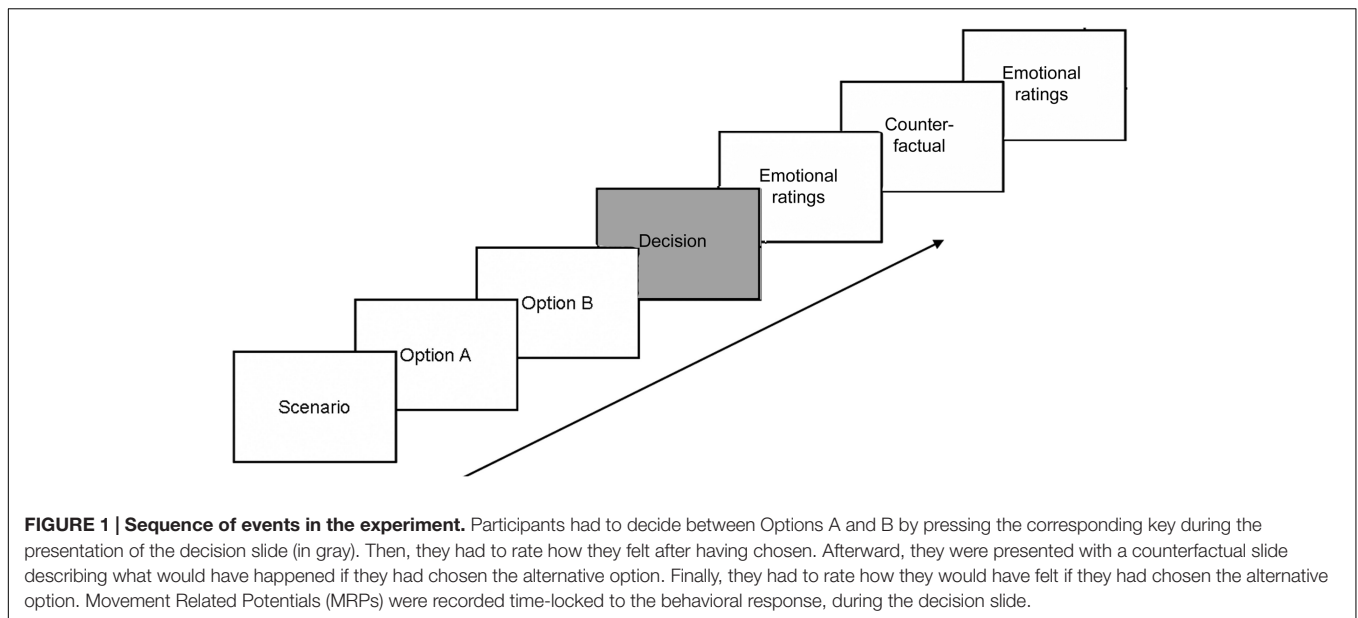 Scenario
Option A
Option B
Decision
Emotional
ratings
Counter-
factual
Emotional
ratings
FIGURE 1 | Sequence of events in the experiment. Participants had to decide between Options A and B by pressing the corresponding key during the
presentation of the decision slide (in gray). Then, they had to rate how they felt after having chosen. Afterward, they were presented with a counterfactual slide
describing what would have happened if they had chosen the alternative option. Finally, they had to rate how they would have felt if they had chosen the alternative
option. Movement Related Potentials (MRPs) were recorded time-locked to the behavioral response, during the decision slide.